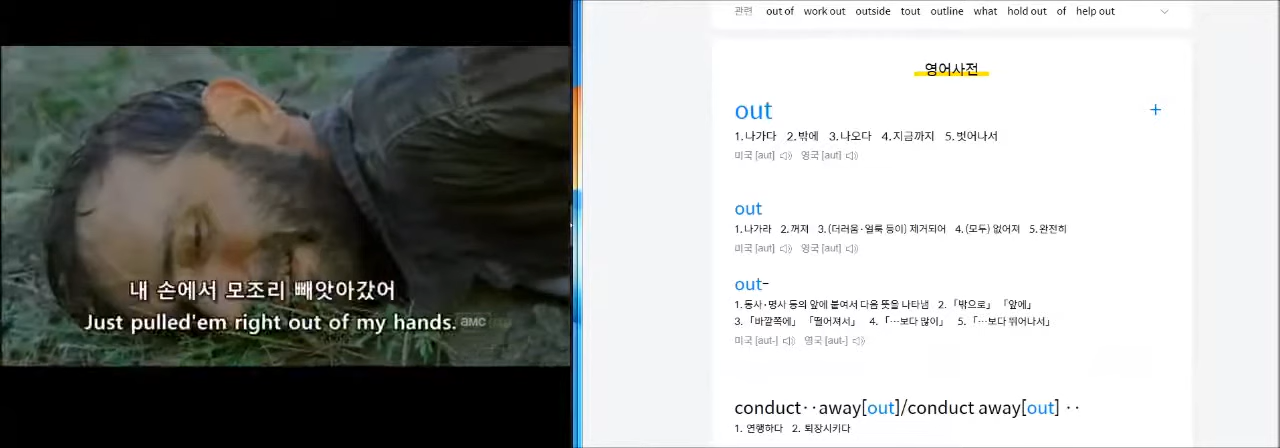 내 손에서 모조리 빼앗아갔어
Just pulled'em right out of my hands.
aMC
관련 out of work out outside tout outline what hold out of help out
영어사전
out
1.나가다 2.밖에 3.나오다 4.지금까지 5.벗어나서
미국 [aut] 영국 [aut]
out
1.나가라 2.꺼져 3.(더러움·얼룩 등이) 제거되어 4.(모두) 없어져 5.완전히
미국 [aut] 영국 [aut]
out-
1.동사·명사 등의 앞에 붙여서 다음 뜻을 나타냄 2.「밖으로」 「앞에」
3.「바깥쪽에」 「떨어져서」 4.「…보다 많이」 5.「…보다 뛰어나서」
미국 [aut-] 영국 [aut-]
conduct‥away[out]/conduct away[out] ‥
1. 연행하다 2. 퇴장시키다